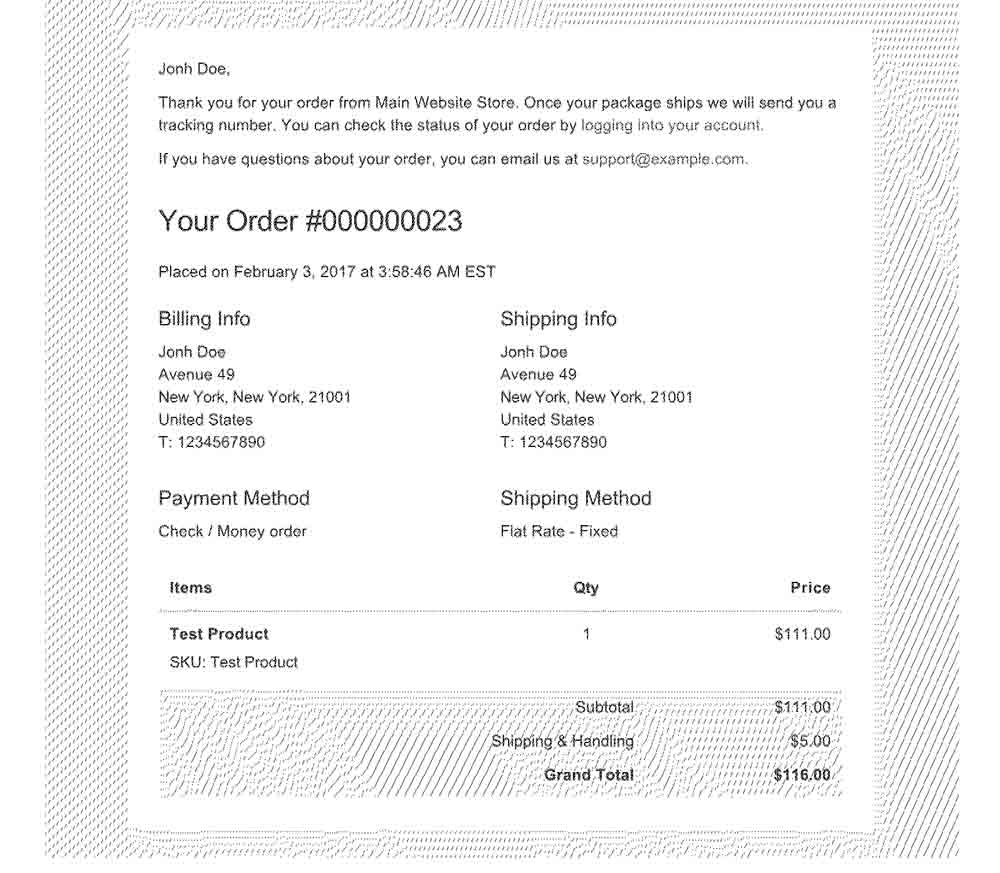 Jonh Doe,
Thank you for your order from Main Website Store. Once your package ships we will send you a
tracking number. You can check the status of your order by logging into your account.
If you have questions about your order, you can email us at support@example.com.
Your Order #000000023
Placed on February 3, 2017 at 3:58:46 AM EST
Billing Info
Jonh Doe
Avenue 49
New York, New York, 21001
United States
T: 1234567890
Shipping Info
Jonh Doe
Avenue 49
New York, New York, 21001
United States
T: 1234567890
Payment Method
Check / Money order
Shipping Method
Flat Rate - Fixed
Items Qty Price
Test Product 1 $111.00
SKU: Test Product
Subtotal $111.00
Shipping & Handling $5.00
Grand Total $116.00